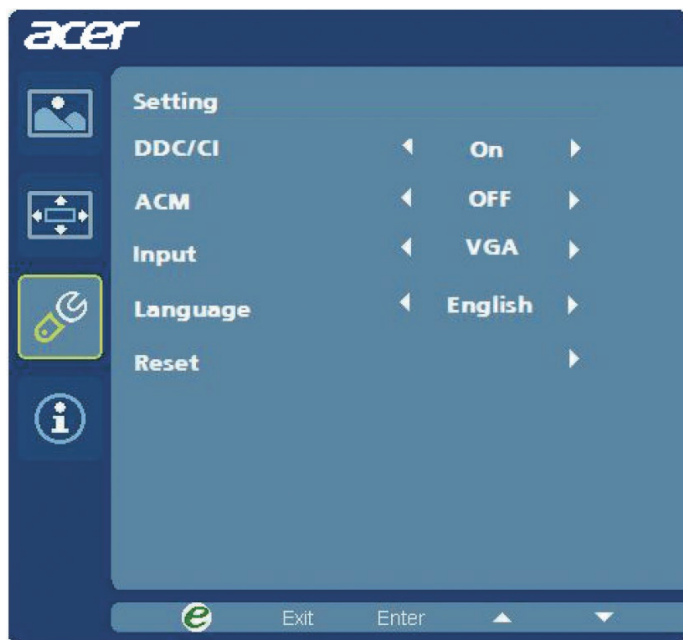 acer
Setting
DDC/CI On
ACM OFF
Input VGA
Language English
Reset
i
e Exit Enter